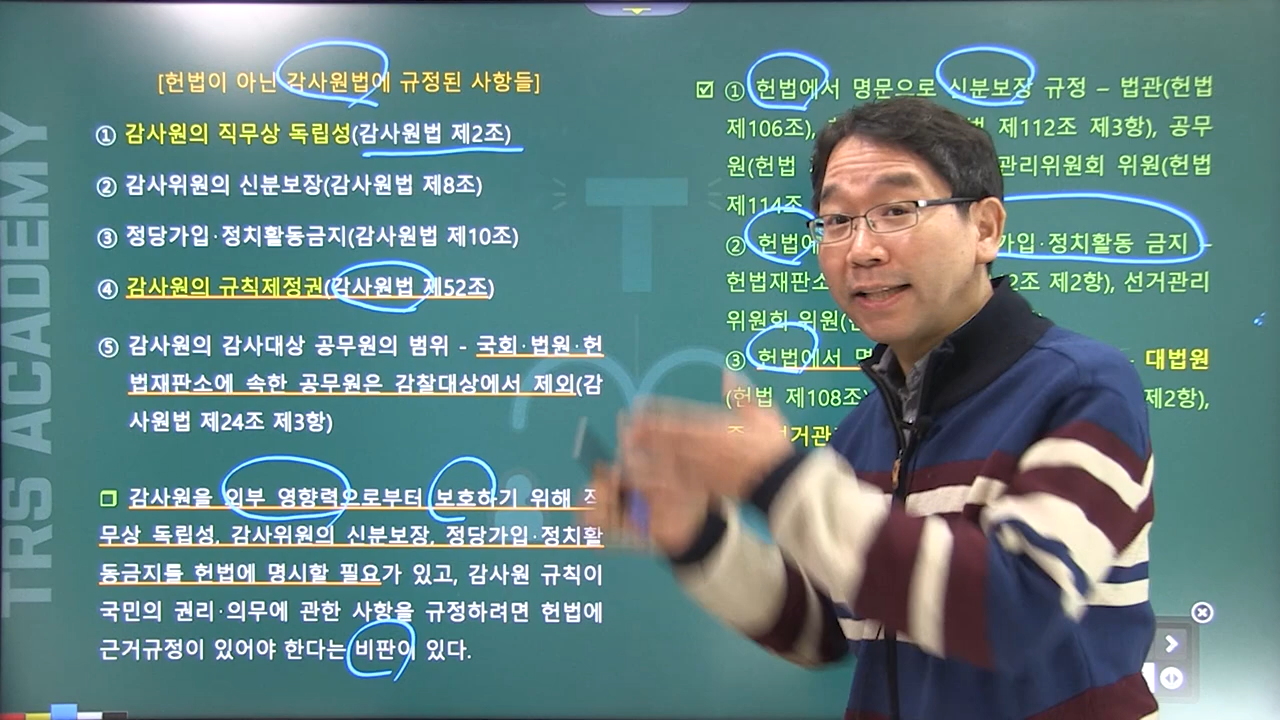 [헌법이 아닌 감사원법에 규정된 사항들]
① 감사원의 직무상 독립성(감사원법 제2조)
② 감사위원의 신분보장(감사원법 제8조)
③ 정당가입·정치활동금지(감사원법 제10조)
④ 감사원의 규칙제정권(감사원법 제52조)
⑤ 감사원의 감사대상 공무원의 범위 - 국회·법원·헌
법재판소에 속한 공무원은 감찰대상에서 제외(감
사원법 제24조 제3항)
감사원을 외부 영향력으로부터 보호하기 위해 직
무상 독립성, 감사위원의 신분보장, 정당가입·정치활
동금지를 헌법에 명시할 필요가 있고, 감사원 규칙이
국민의 권리·의무에 관한 사항을 규정하려면 헌법에
근거규정이 있어야 한다는 비판이 있다.
① 헌법에서 명문으로 신분보장 규정 – 법관(헌법
제106조), 제112조 제3항), 공무
원(헌법 관리위원회 위원(헌법
제114조
② 헌법에 가입·정치활동 금지 –
헌법재판소 제2항), 선거관리
위원회 위원(
③ 헌법에서 – 대법원
(헌법 제108조) 제2항),
TRS ACADEMY